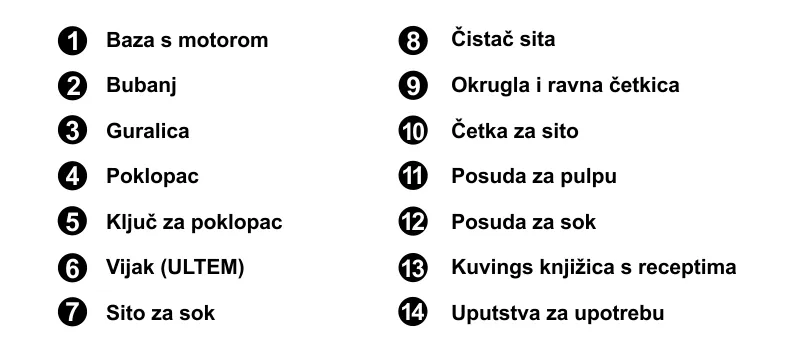 1 Baza s motorom
2 Bubanj
3 Guralica
4 Poklopac
5 Ključ za poklopac
6 Vijak (ULTEM)
7 Sito za sok
8 Čistač sita
9 Okrugla i ravna četkica
10 Četka za sito
11 Posuda za pulpu
12 Posuda za sok
13 Kuvings knjižica s receptima
14 Uputstva za upotrebu